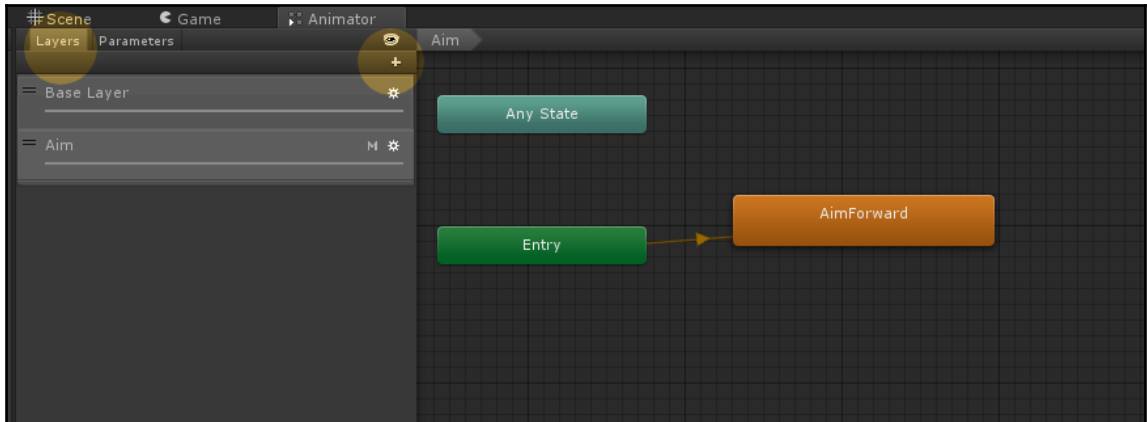 Scene Game Animator
Layers Parameters
Aim
Base Layer
Aim M
Any State
Entry
AimForward